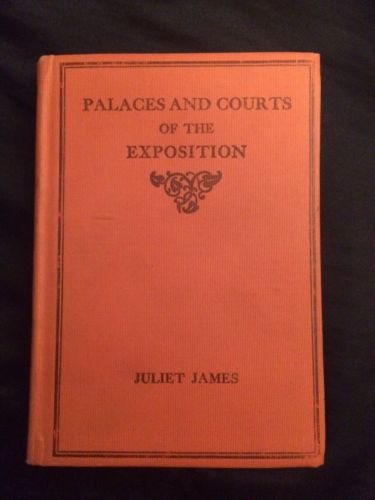 PALACES AND COURTS
OF THE
EXPOSITION
JULIET JAMES